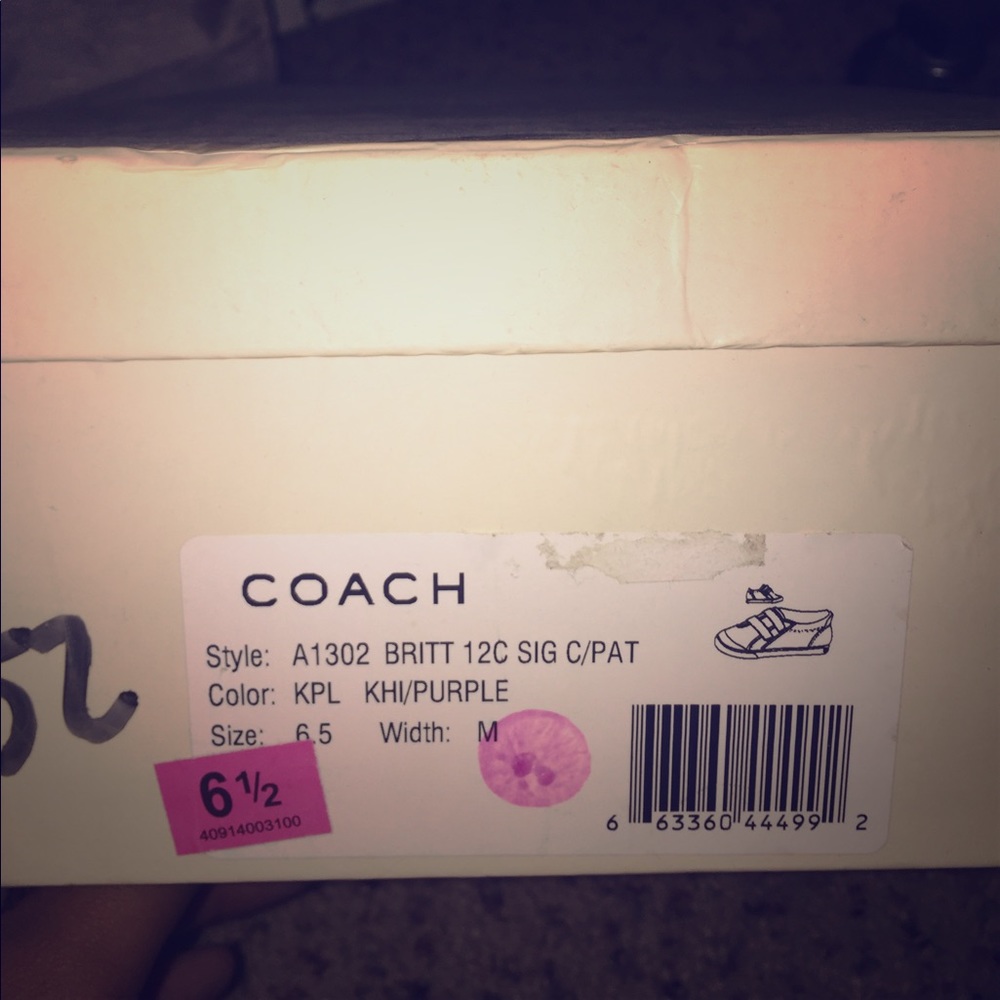 COACH
Style: A1302 BRITT 12C SIG C/PAT
Color: KPL KHI/PURPLE
Size: 6.5 Width: M
6 1/2
40914003100
6 63360 44499 2